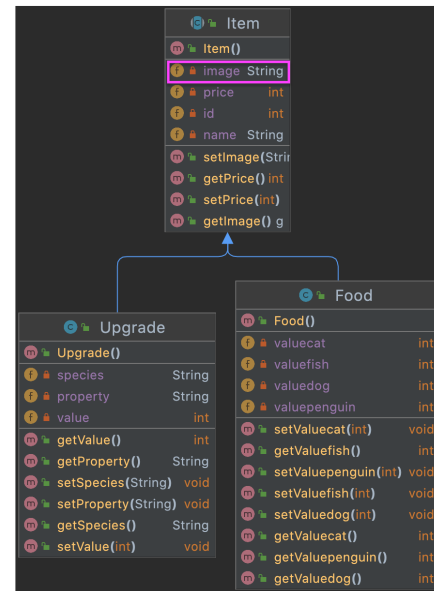 Item
Item()
image String
price int
id int
name String
setImage(Strin
getPrice() int
setPrice(int)
getImage() g
Upgrade
Upgrade()
species String
property String
value int
getValue() int
getProperty() String
setSpecies(String) void
setProperty(String) void
getSpecies() String
setValue(int) void
Food
Food()
valuecat int
valuefish int
valuedog int
valuepenguin int
setValuecat(int) void
getValuefish() int
setValuepenguin(int) void
setValuefish(int) void
setValuedog(int) void
getValuecat() int
getValuepenguin() int
getValuedog() int